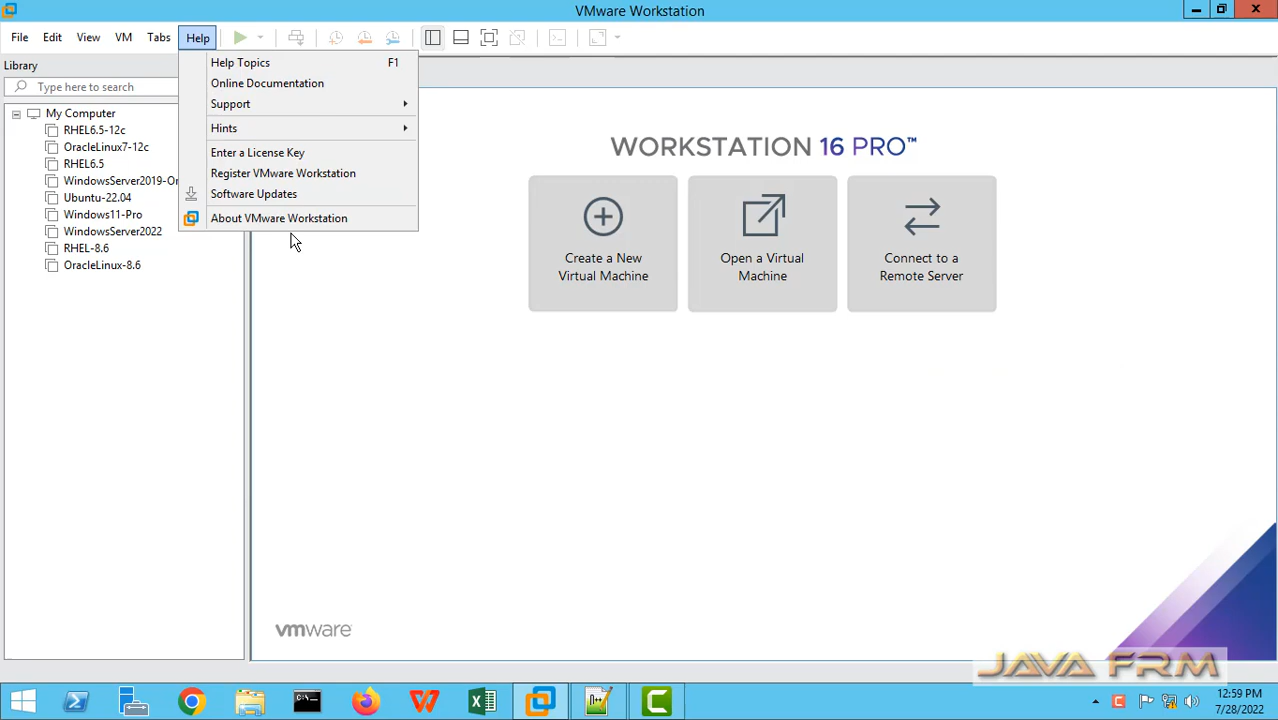 VMware Workstation
File Edit View VM Tabs Help
Library
Type here to search
My Computer
RHEL6.5-12c
OracleLinux7-12c
RHEL6.5
WindowsServer2019-Or
Ubuntu-22.04
Windows11-Pro
WindowsServer2022
RHEL-8.6
OracleLinux-8.6
Help Topics F1
Online Documentation
Support
Hints
Enter a License Key
Register VMware Workstation
Software Updates
About VMware Workstation
WORKSTATION 16 PRO™
Create a New
Virtual Machine
Open a Virtual
Machine
Connect to a
Remote Server
vmware
JAVA FRM
12:59 PM
7/28/2022